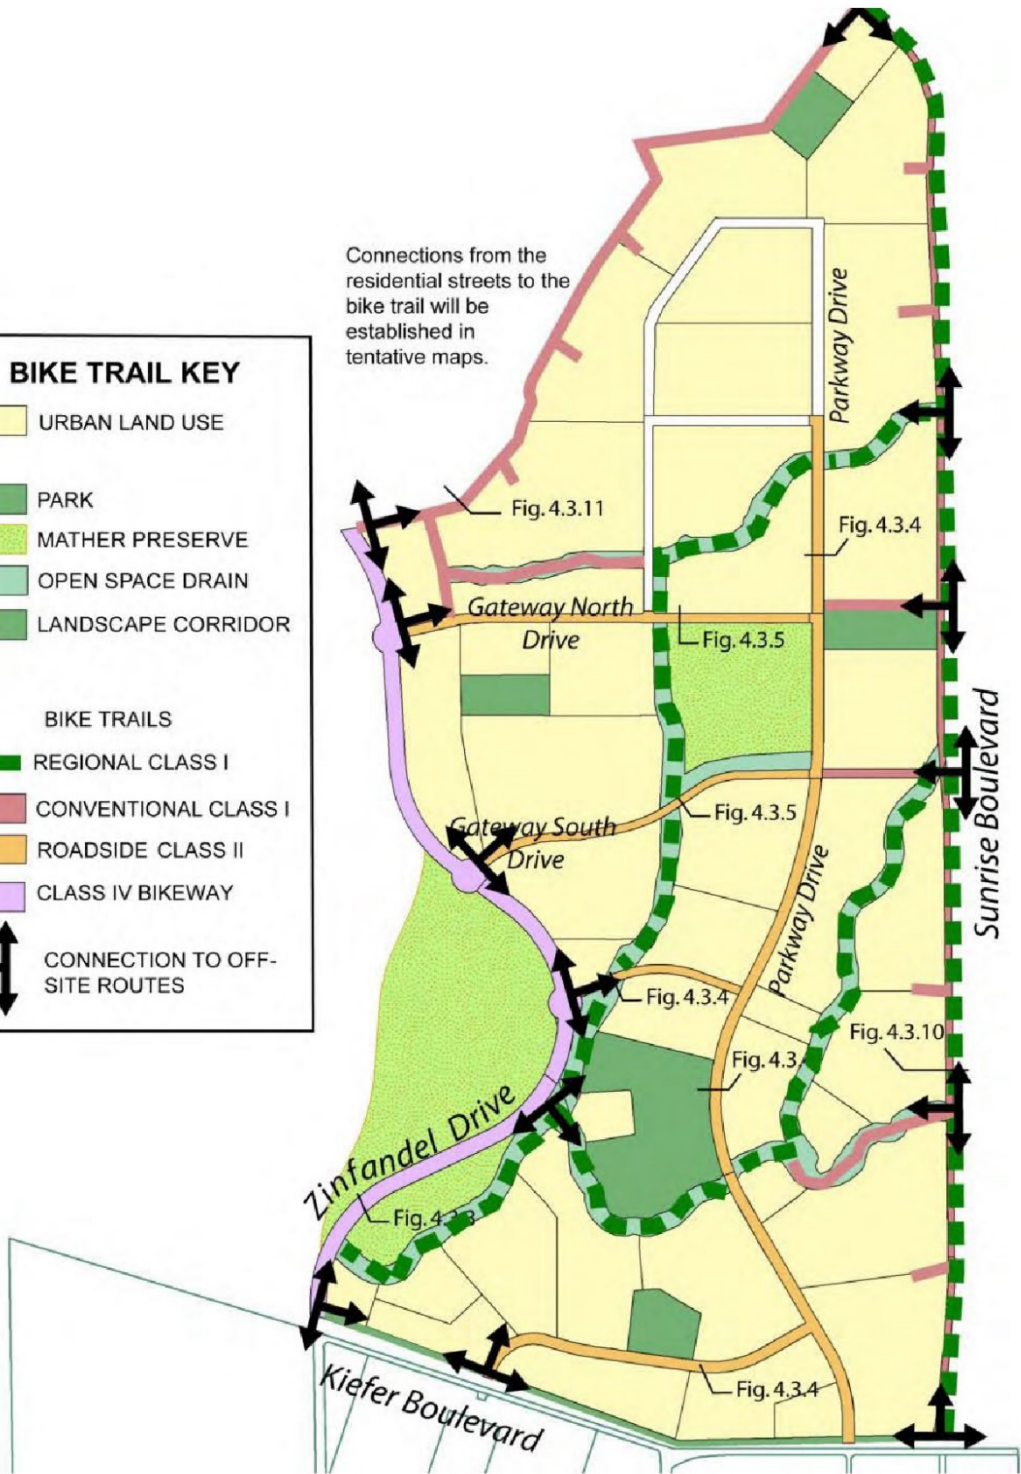 Connections from the
residential streets to the
bike trail will be
established in
tentative maps.
BIKE TRAIL KEY
URBAN LAND USE
PARK
MATHER PRESERVE
OPEN SPACE DRAIN
LANDSCAPE CORRIDOR
BIKE TRAILS
REGIONAL CLASS I
CONVENTIONAL CLASS I
ROADSIDE CLASS II
CLASS IV BIKEWAY
CONNECTION TO OFF-
SITE ROUTES
Parkway Drive
Fig. 4.3.11
Fig. 4.3.4
Gateway North
Drive
Fig. 4.3.5
Sunrise Boulevard
Fig. 4.3.5
Gateway South
Drive
Parkway Drive
Fig. 4.3.4
Fig. 4.3.10
Fig. 4.3
Zinfandel Drive
Fig. 4.3.3
Fig. 4.3.4
Kiefer Boulevard